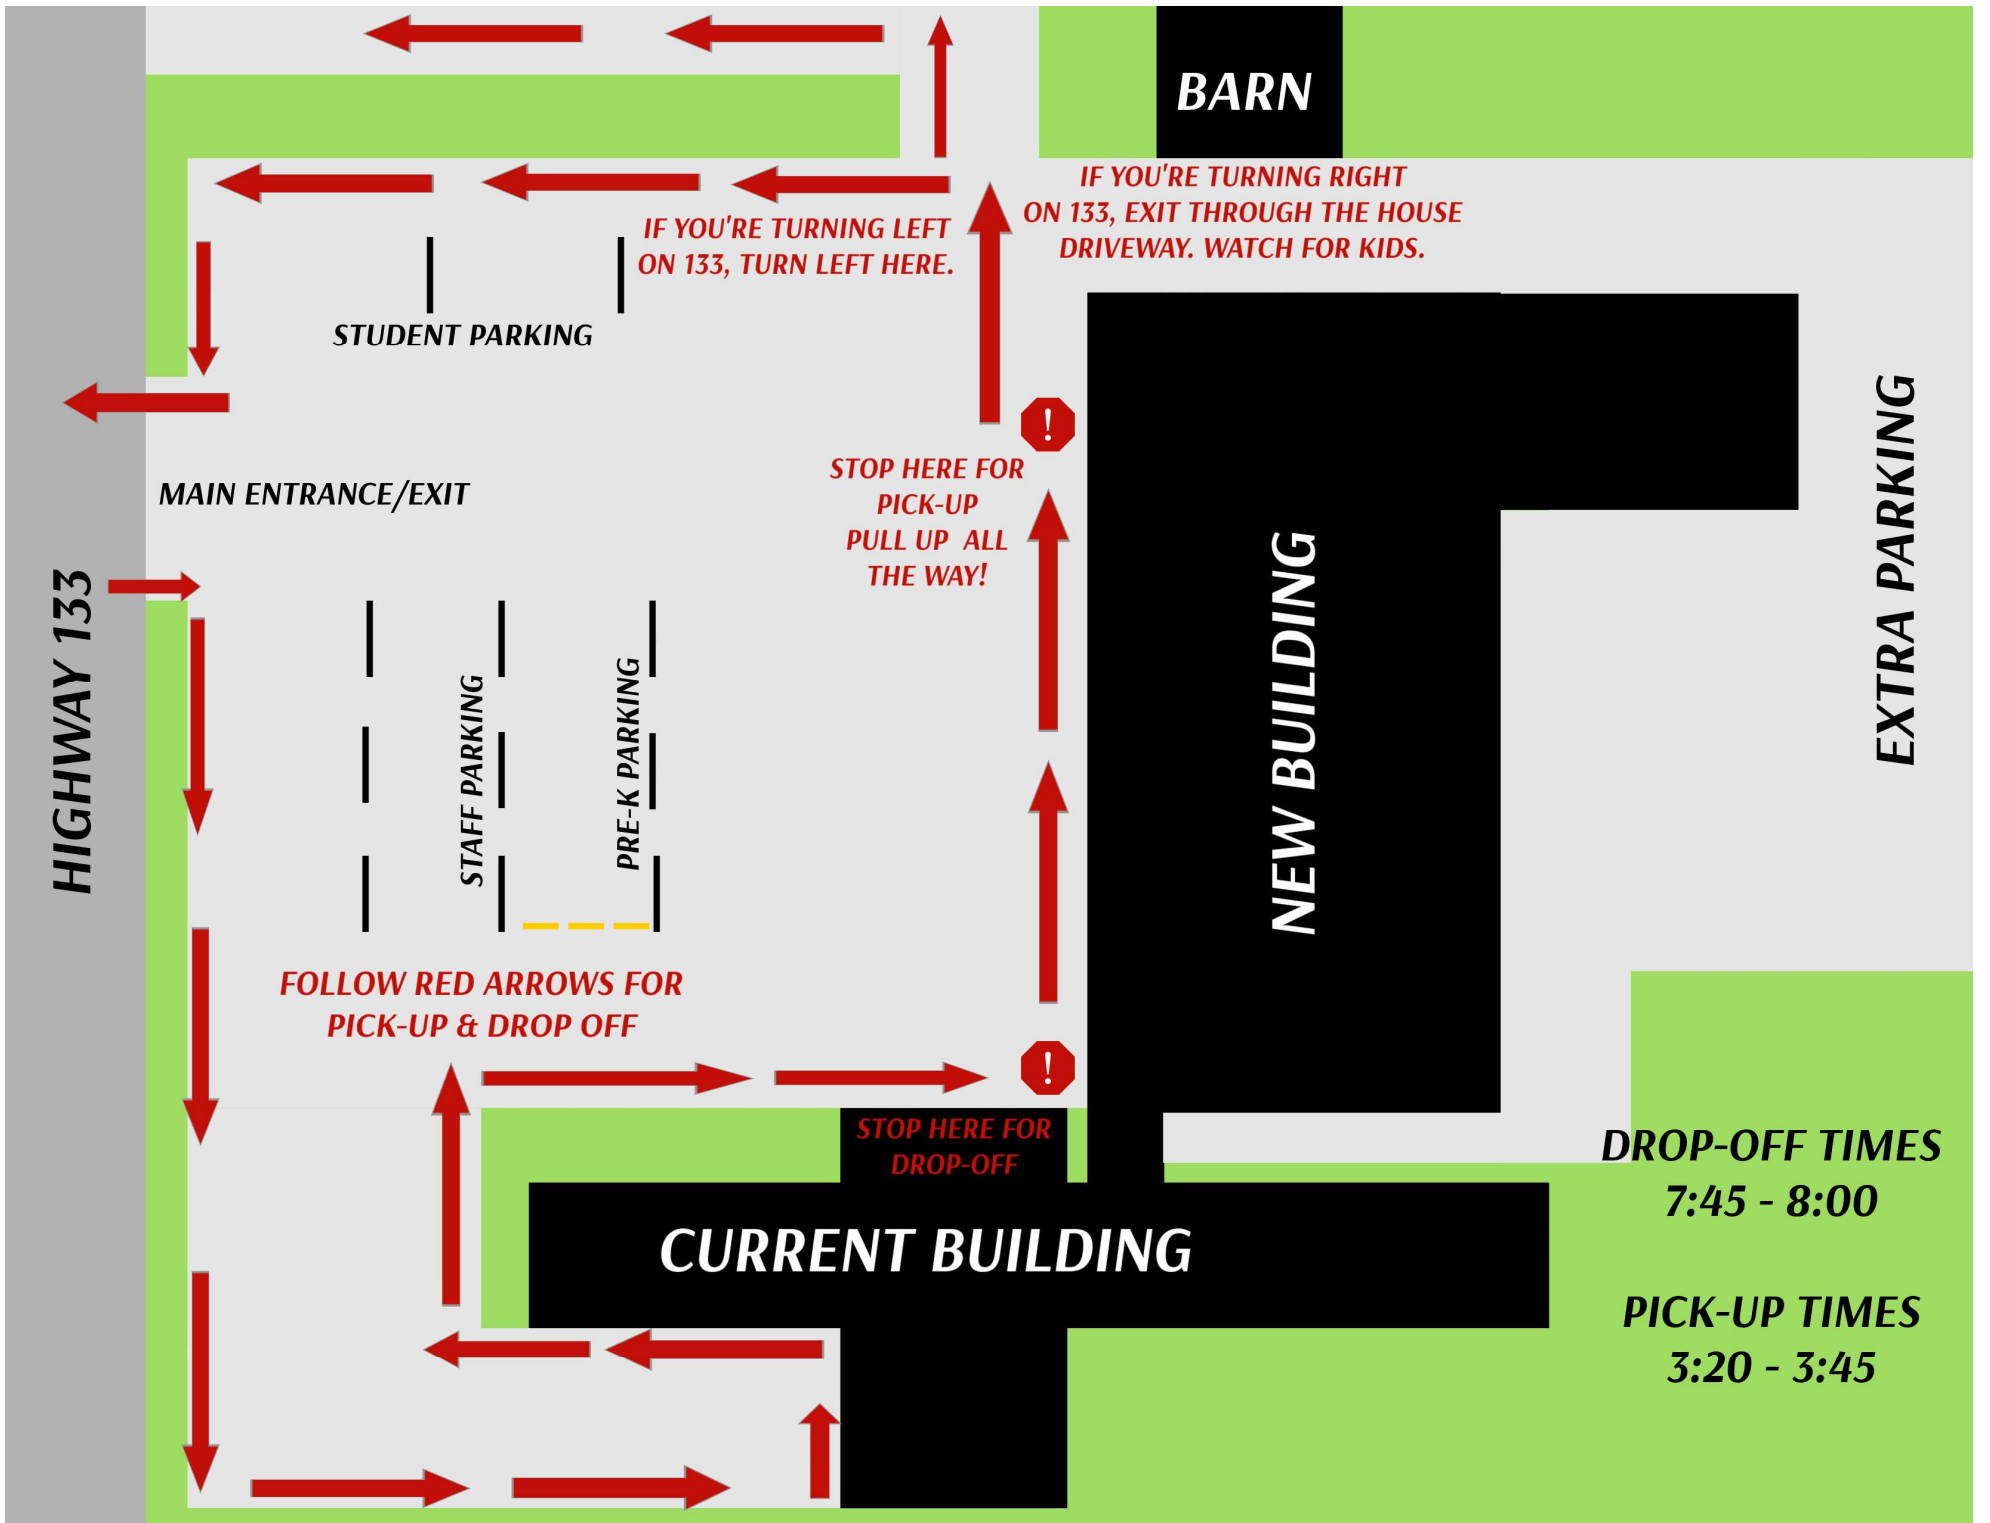 BARN
IF YOU'RE TURNING RIGHT
ON 133, EXIT THROUGH THE HOUSE
DRIVEWAY. WATCH FOR KIDS.
IF YOU'RE TURNING LEFT
ON 133, TURN LEFT HERE.
STUDENT PARKING
!
STOP HERE FOR
PICK-UP
PULL UP ALL
THE WAY!
MAIN ENTRANCE/EXIT
HIGHWAY 133
STAFF PARKING
PRE-K PARKING
NEW BUILDING
EXTRA PARKING
FOLLOW RED ARROWS FOR
PICK-UP & DROP OFF
!
STOP HERE FOR
DROP-OFF
CURRENT BUILDING
DROP-OFF TIMES
7:45 - 8:00
PICK-UP TIMES
3:20 - 3:45